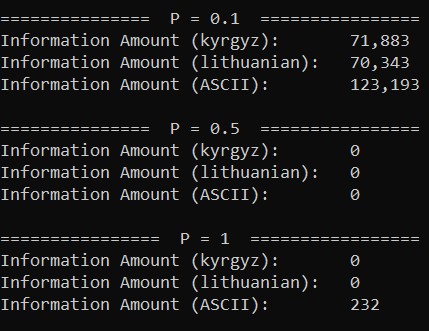 ===============  P = 0.1  ================
Information Amount (kyrgyz):       71,883
Information Amount (lithuanian):   70,343
Information Amount (ASCII):        123,193
===============  P = 0.5  ================
Information Amount (kyrgyz):       0
Information Amount (lithuanian):   0
Information Amount (ASCII):        0
================  P = 1  =================
Information Amount (kyrgyz):       0
Information Amount (lithuanian):   0
Information Amount (ASCII):        232